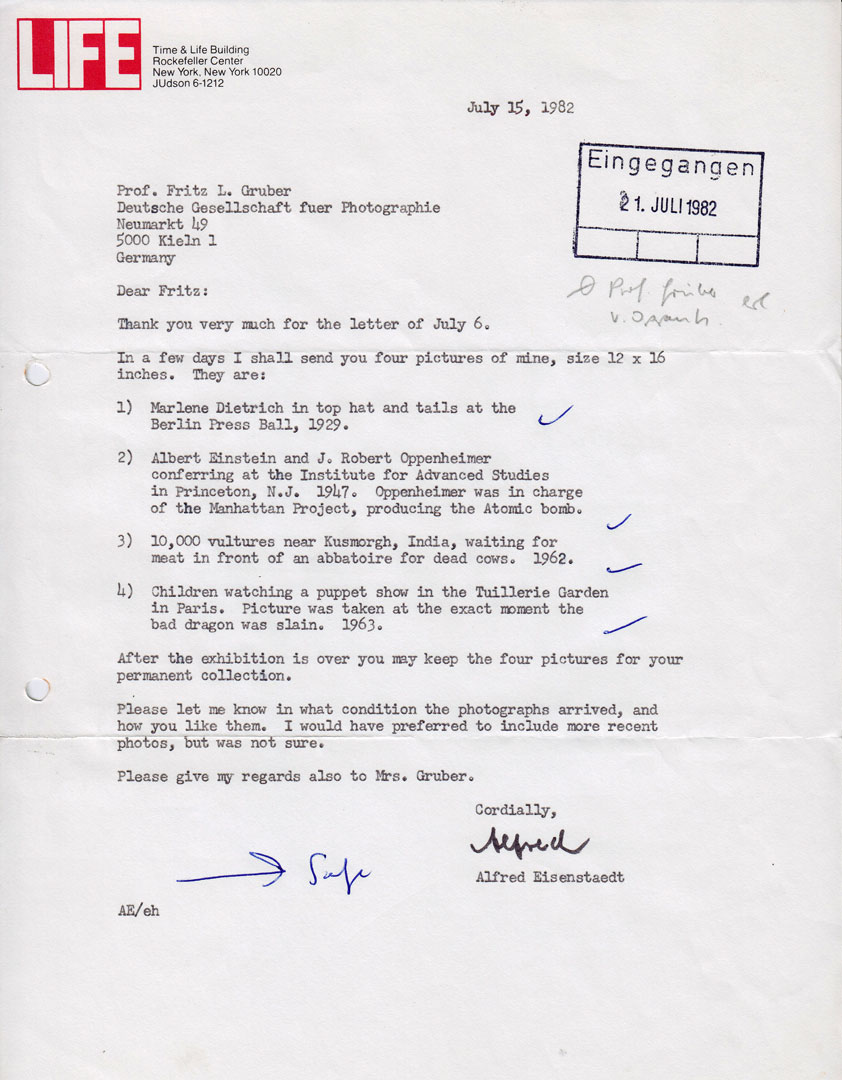 LIFE
Time & Life Building
Rockefeller Center
New York, New York 10020
JUdson 6-1212
July 15, 1982
Eingegangen
21. JULI 1982
Prof. Fritz L. Gruber
Deutsche Gesellschaft fuer Photographie
Neumarkt 49
5000 Kieln 1
Germany
Prof. Gruber
v.
Dear Fritz:
Thank you very much for the letter of July 6.
In a few days I shall send you four pictures of mine, size 12 x 16
inches. They are:
1) Marlene Dietrich in top hat and tails at the
Berlin Press Ball, 1929.
2) Albert Einstein and J. Robert Oppenheimer
conferring at the Institute for Advanced Studies
in Princeton, N.J. 1947. Oppenheimer was in charge
of the Manhattan Project, producing the Atomic bomb.
3) 10,000 vultures near Kusmorgh, India, waiting for
meat in front of an abbatoire for dead cows. 1962.
4) Children watching a puppet show in the Tuillerie Garden
in Paris. Picture was taken at the exact moment the
bad dragon was slain. 1963.
After the exhibition is over you may keep the four pictures for your
permanent collection.
Please let me know in what condition the photographs arrived, and
how you like them. I would have preferred to include more recent
photos, but was not sure.
Please give my regards also to Mrs. Gruber.
Cordially,
Alfred
Alfred Eisenstaedt
AE/eh